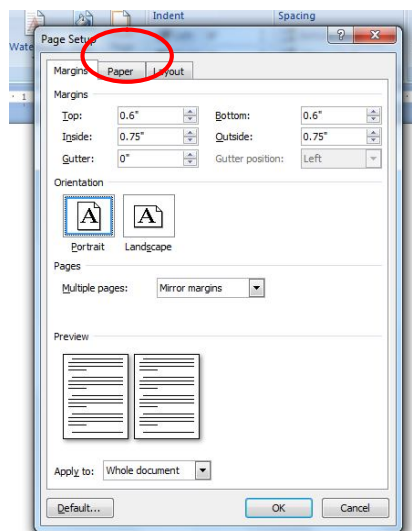 Indent Spacing
Wate
Page Setup
Margins Paper Layout
1
Margins
Top: 0.6" Bottom: 0.6"
Inside: 0.75" Outside: 0.75"
Gutter: 0" Gutter position: Left
Orientation
A A
Portrait Landscape
Pages
Multiple pages: Mirror margins
Preview
Apply to: Whole document
Default... OK Cancel